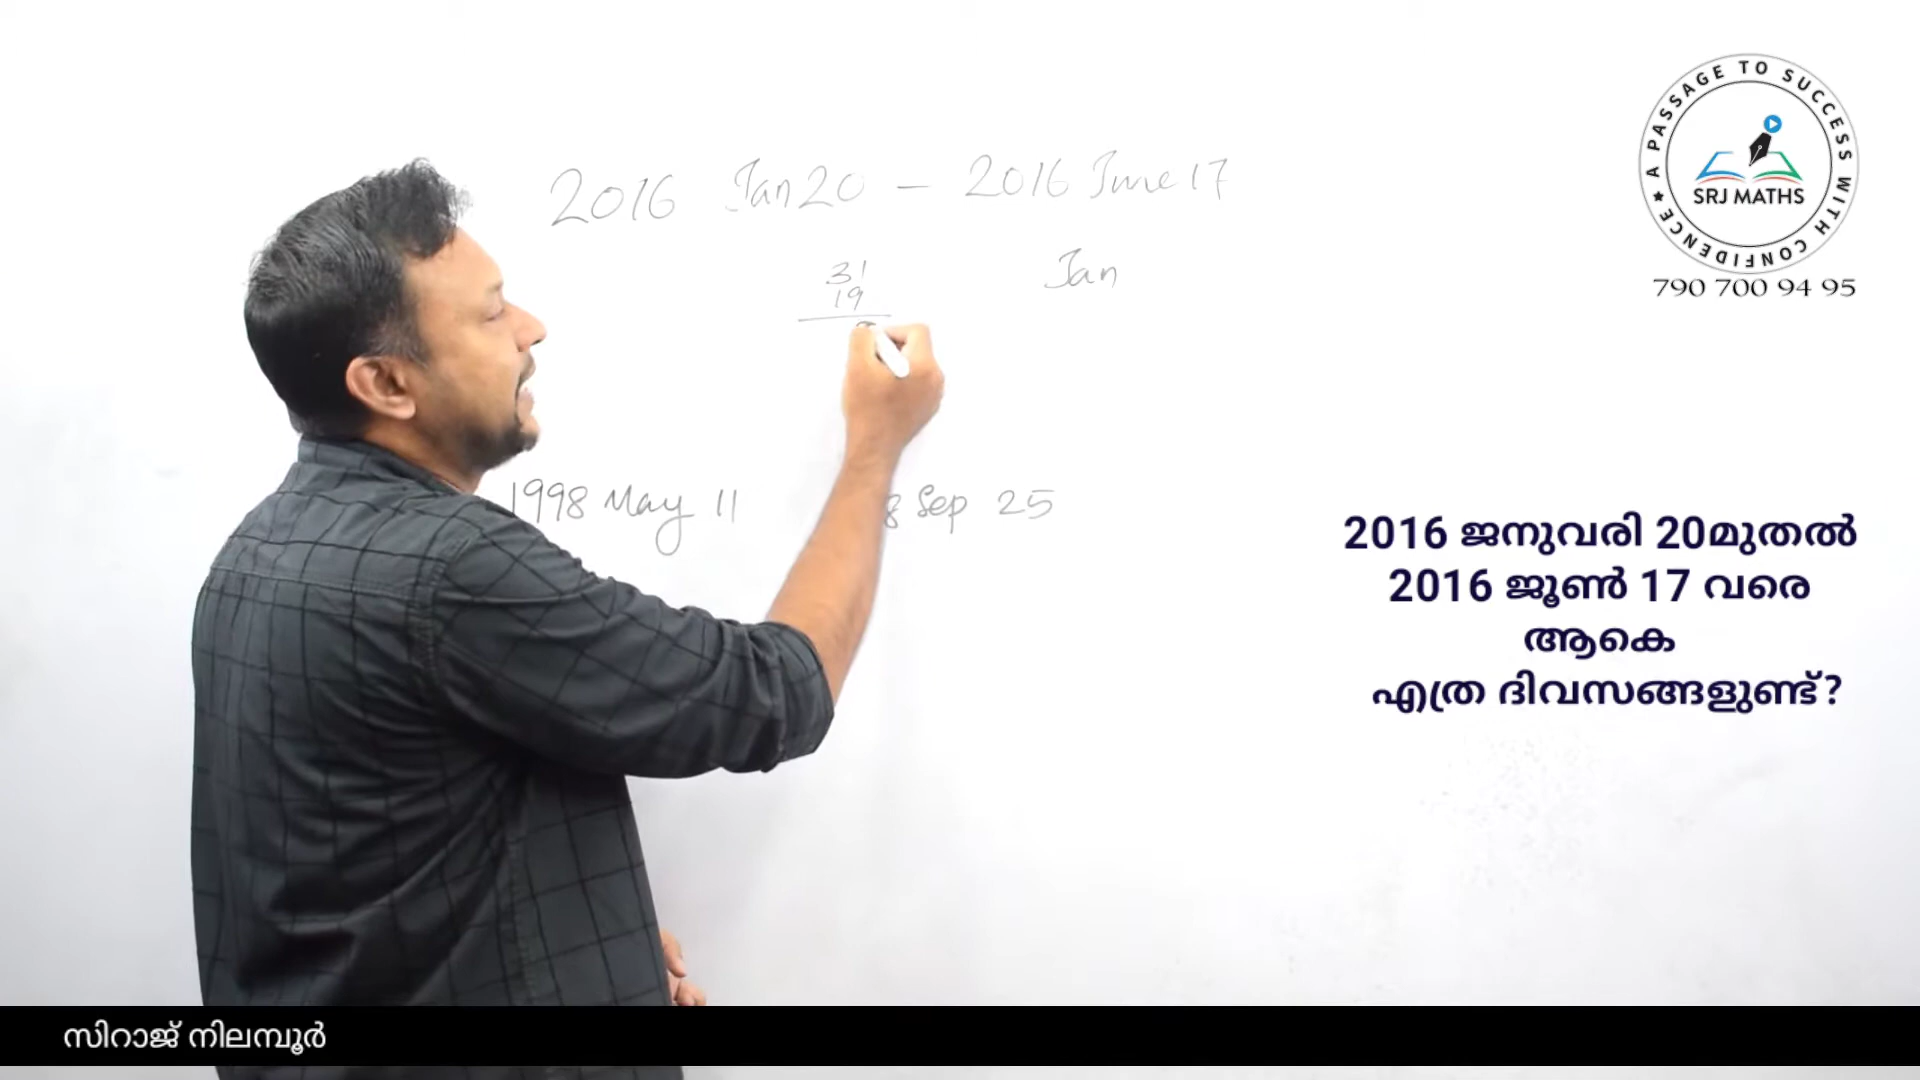 2016 Jan 20 - 2016 June 17
31
19
Jan
1998 May 11
8 Sep 25
A PASSAGE TO SUCCESS WITH CONFIDENCE ★
SRJ MATHS
790 700 94 95
2016 ജനുവരി 20മുതൽ
2016 ജൂൺ 17 വരെ
ആകെ
എത്ര ദിവസങ്ങളുണ്ട്?
സിറാജ് നിലമ്പൂർ